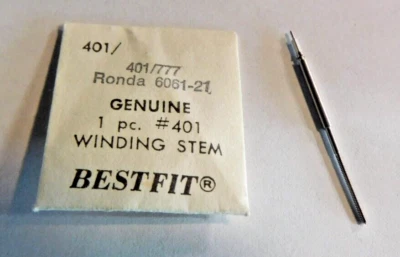 401/
401/777
Ronda 6061-21
GENUINE
1 pc. #401
WINDING STEM
BESTFIT®